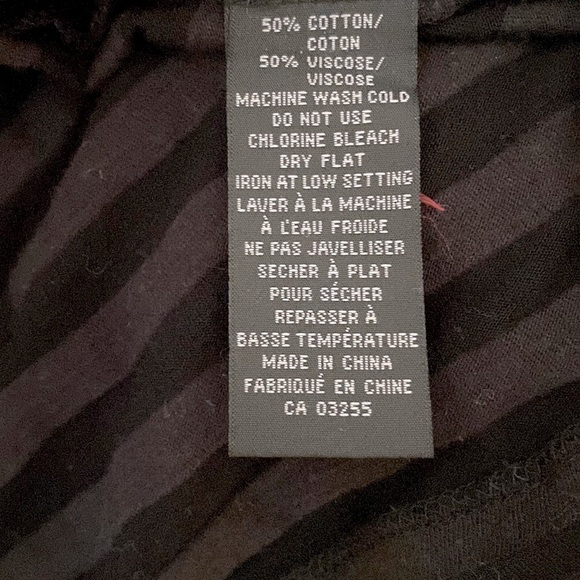 50% COTTON/
COTON
50% VISCOSE/
VISCOSE
MACHINE WASH COLD
DO NOT USE
CHLORINE BLEACH
DRY FLAT
IRON AT LOW SETTING
LAVER À LA MACHINE
À L'EAU FROIDE
NE PAS JAVELLISER
SECHER À PLAT
POUR SÉCHER
REPASSER À
BASSE TEMPÉRATURE
MADE IN CHINA
FABRIQUÉ EN CHINE
CA 03255